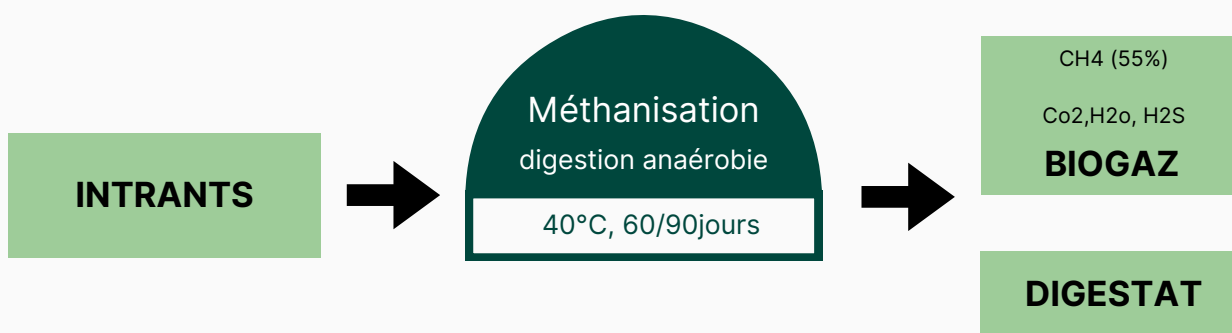 INTRANTS
Méthanisation
digestion anaérobie
40°C, 60/90jours
CH4 (55%)
Co2,H2o, H2S
BIOGAZ
DIGESTAT